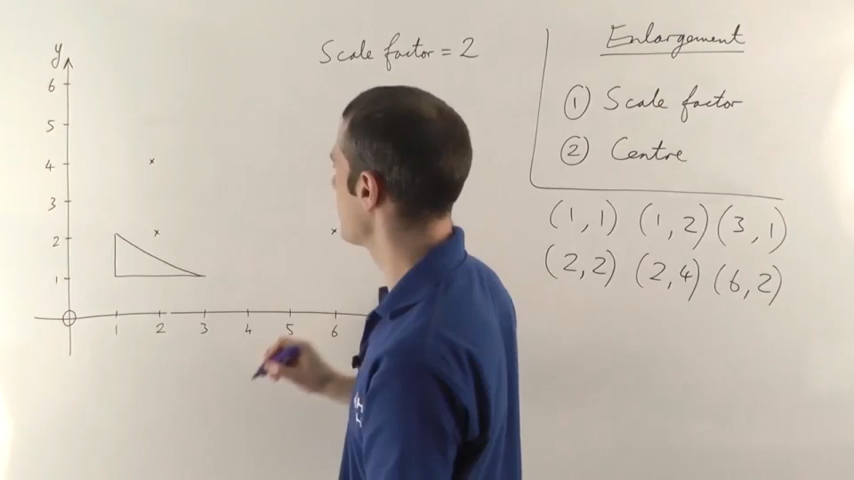 Scale factor = 2
Enlargement
① Scale factor
② Centre
(1,1) (1,2) (3,1)
(2,2) (2,4) (6,2)
y
6
5
4
3
2
1
1 2 3 4 5 6